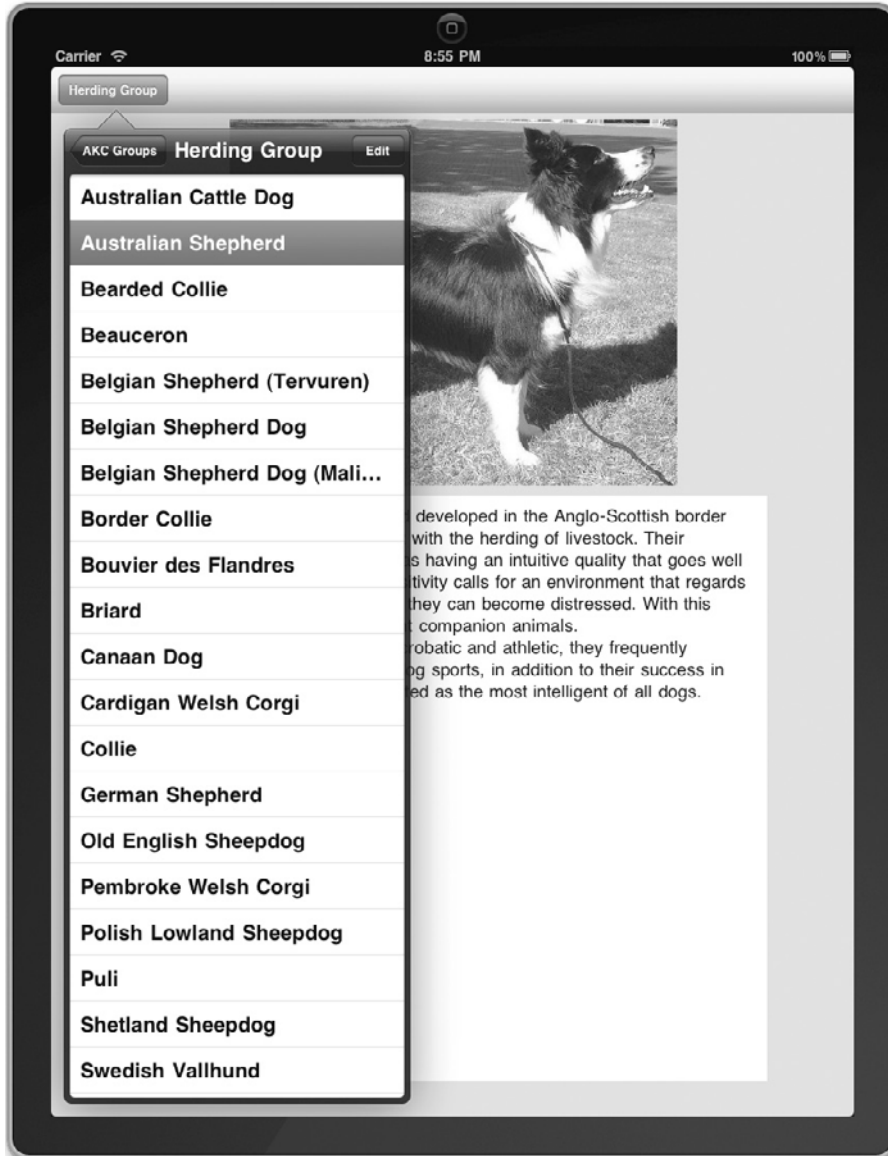 Carrier
8:55 PM
100%
Herding Group
AKC Groups
Herding Group
Edit
Australian Cattle Dog
Australian Shepherd
Bearded Collie
Beauceron
Belgian Shepherd (Tervuren)
Belgian Shepherd Dog
Belgian Shepherd Dog (Mali...
Border Collie
Bouvier des Flandres
Briard
Canaan Dog
Cardigan Welsh Corgi
Collie
German Shepherd
Old English Sheepdog
Pembroke Welsh Corgi
Polish Lowland Sheepdog
Puli
Shetland Sheepdog
Swedish Vallhund
developed in the Anglo-Scottish border
with the herding of livestock. Their
s having an intuitive quality that goes well
tivity calls for an environment that regards
they can become distressed. With this
t companion animals.
robatic and athletic, they frequently
og sports, in addition to their success in
ed as the most intelligent of all dogs.